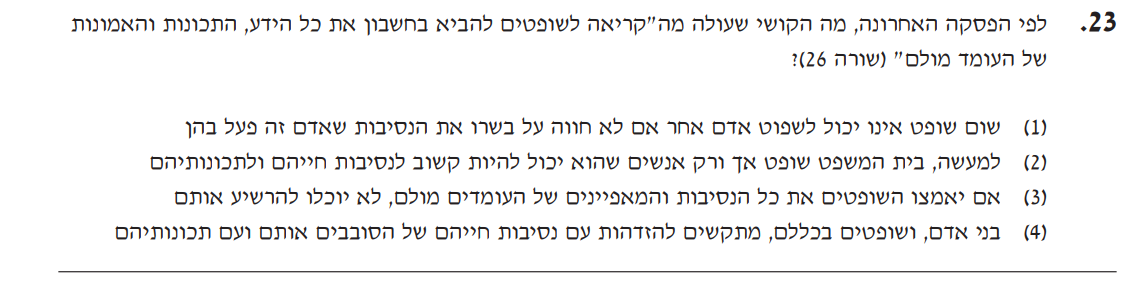 23. לפי הפסקה האחרונה, מה הקושי שעולה מה"קריאה לשופטים להביא בחשבון את כל הידע, התכונות והאמונות
של העומד מולם" (שורה 26)?
(1) שום שופט אינו יכול לשפוט אדם אחר אם לא חווה על בשרו את הנסיבות שאדם זה פעל בהן
(2) למעשה, בית המשפט שופט אך ורק אנשים שהוא יכול להיות קשוב לנסיבות חייהם ולתכונותיהם
(3) אם יאמצו השופטים את כל הנסיבות והמאפיינים של העומדים מולם, לא יוכלו להרשיע אותם
(4) בני אדם, ושופטים בכללם, מתקשים להזדהות עם נסיבות חייהם של הסובבים אותם ועם תכונותיהם